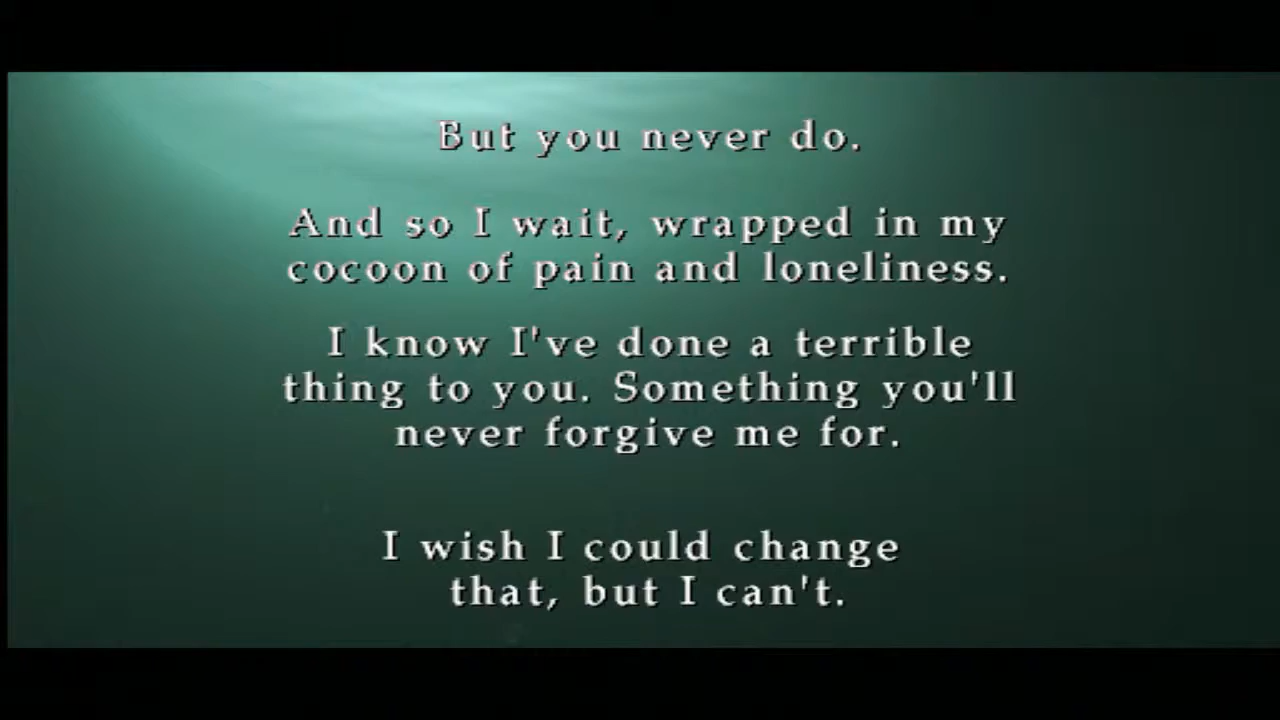 But you never do.
And so I wait, wrapped in my
cocoon of pain and loneliness.
I know I've done a terrible
thing to you. Something you'll
never forgive me for.
I wish I could change
that, but I can't.